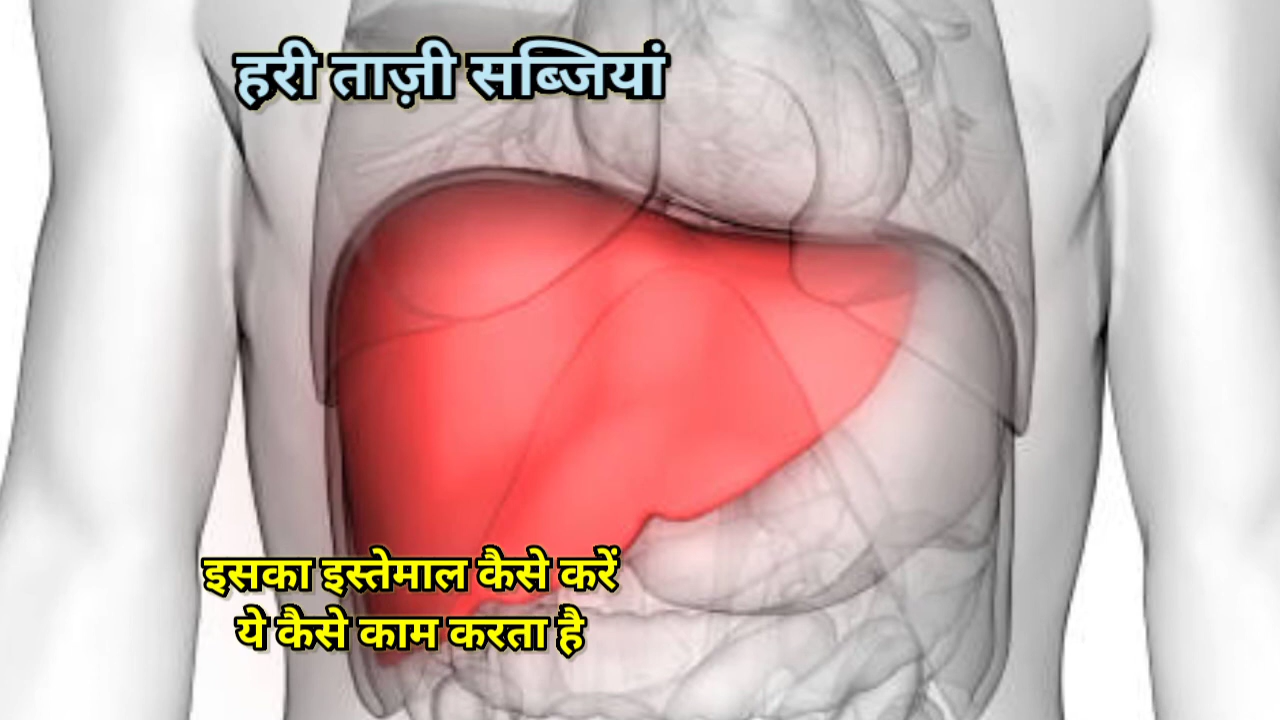 हरी ताज़ी सब्जियां
इसका इस्तेमाल कैसे करें
ये कैसे काम करता है